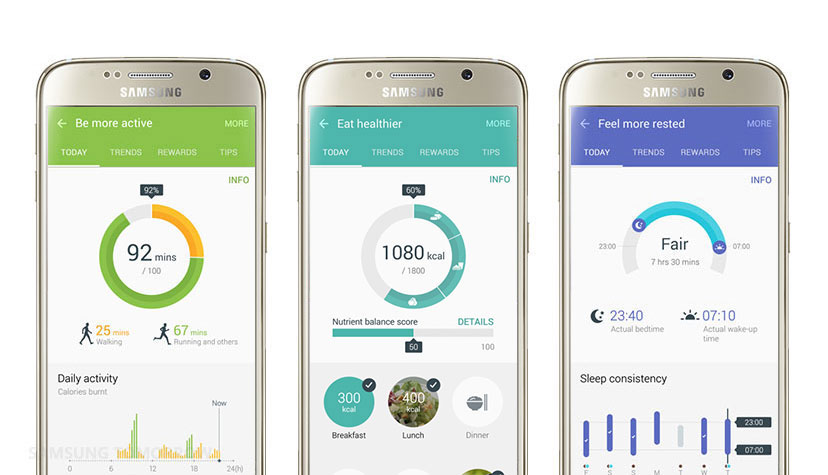 SAMSUNG
Be more active MORE
TODAY TRENDS REWARDS TIPS
INFO
92%
92 mins
/ 100
25 mins
Walking
67 mins
Running and others
Daily activity
Calories burnt
Now
0 6 12 18 24(h)
SAMSUNG TOMORROW
SAMSUNG
Eat healthier MORE
TODAY TRENDS REWARDS TIPS
INFO
60%
1080 kcal
/ 1800
Nutrient balance score DETAILS
50 100
300
kcal
Breakfast
400
kcal
Lunch
Dinner
SAMSUNG
Feel more rested MORE
TODAY TRENDS REWARDS TIPS
INFO
23:00 07:00
Fair
7 hrs 30 mins
23:40
Actual bedtime
07:10
Actual wake-up
time
Sleep consistency
23:00
07:00
F S S M T W T